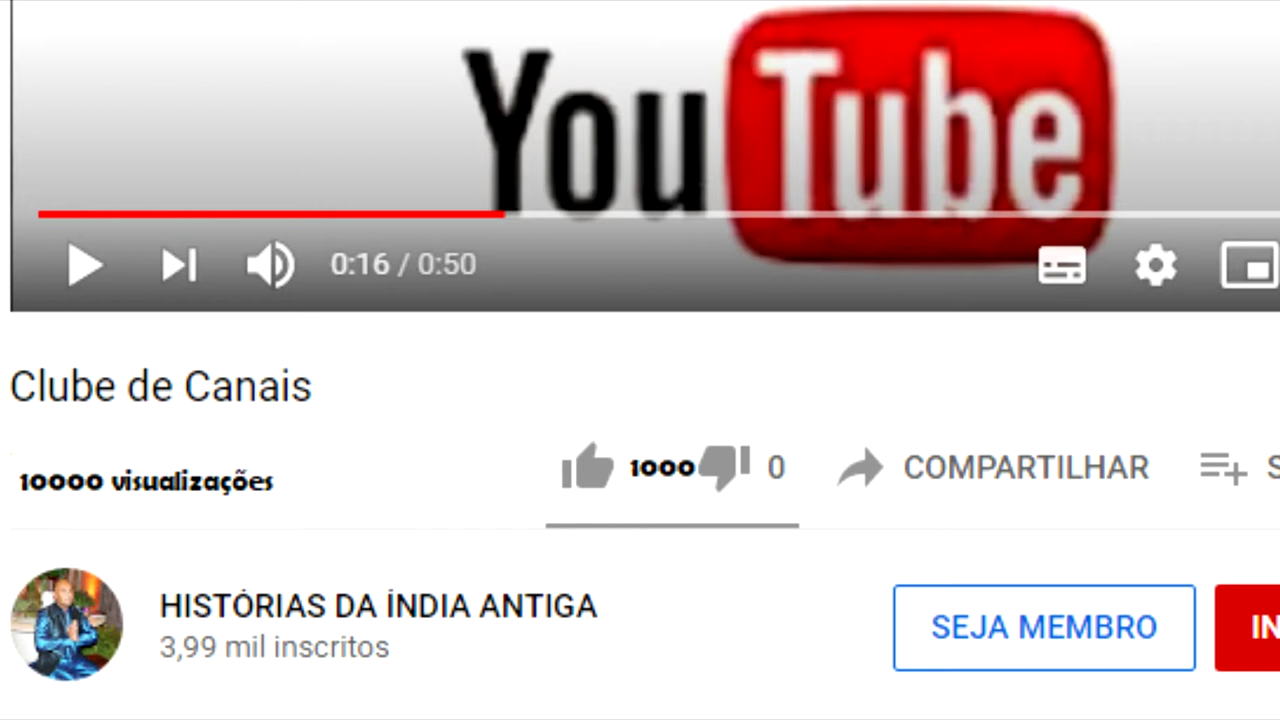 YouTube
0:16 / 0:50
Clube de Canais
10000 visualizações
1000 0 COMPARTILHAR S
HISTÓRIAS DA ÍNDIA ANTIGA
3,99 mil inscritos
SEJA MEMBRO IN